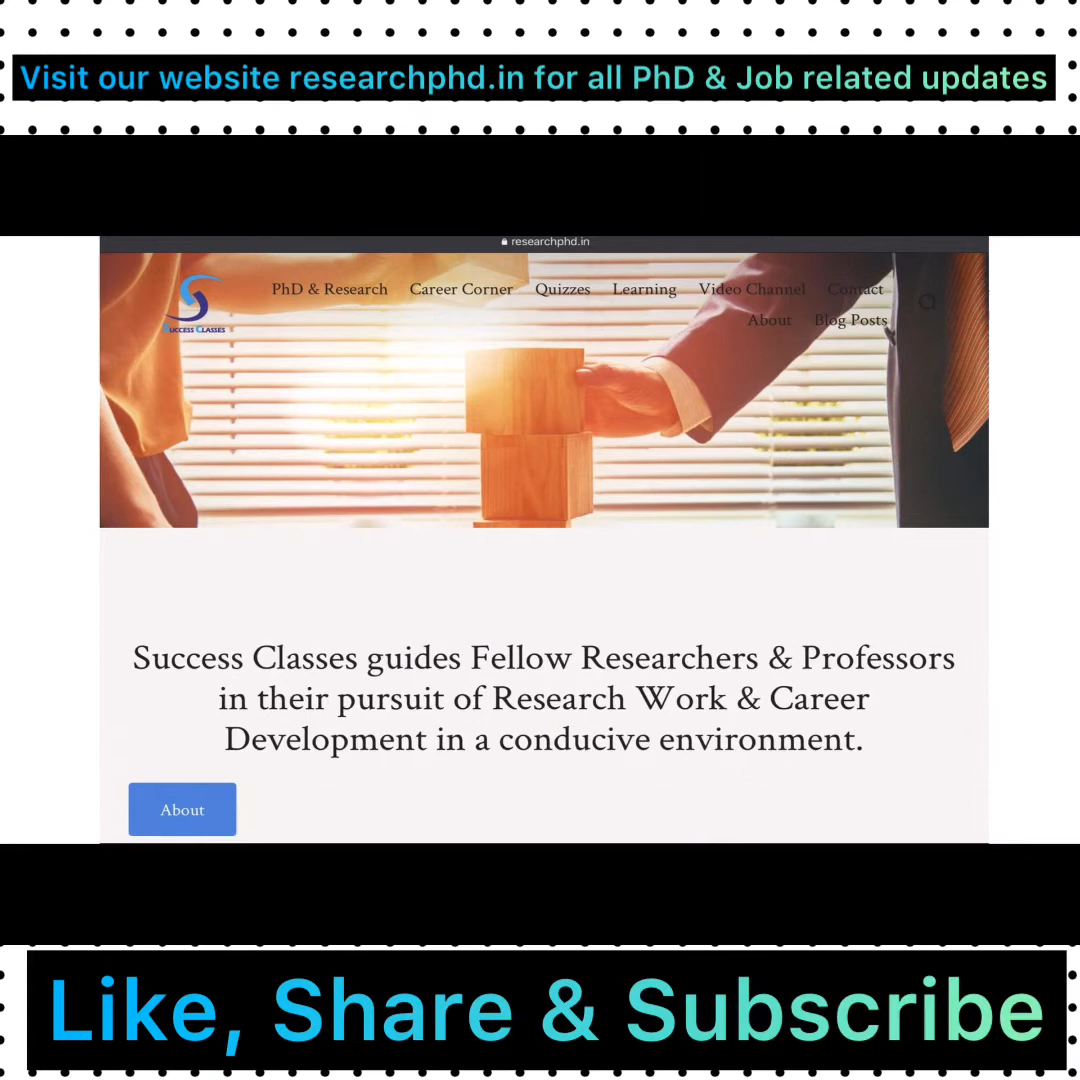 Visit our website researchphd.in for all PhD & Job related updates
researchphd.in
PhD & Research Career Corner Quizzes Learning Video Channel Contact
About Blog Posts
SUCCESS CLASSES
Success Classes guides Fellow Researchers & Professors
in their pursuit of Research Work & Career
Development in a conducive environment.
About
Like, Share & Subscribe